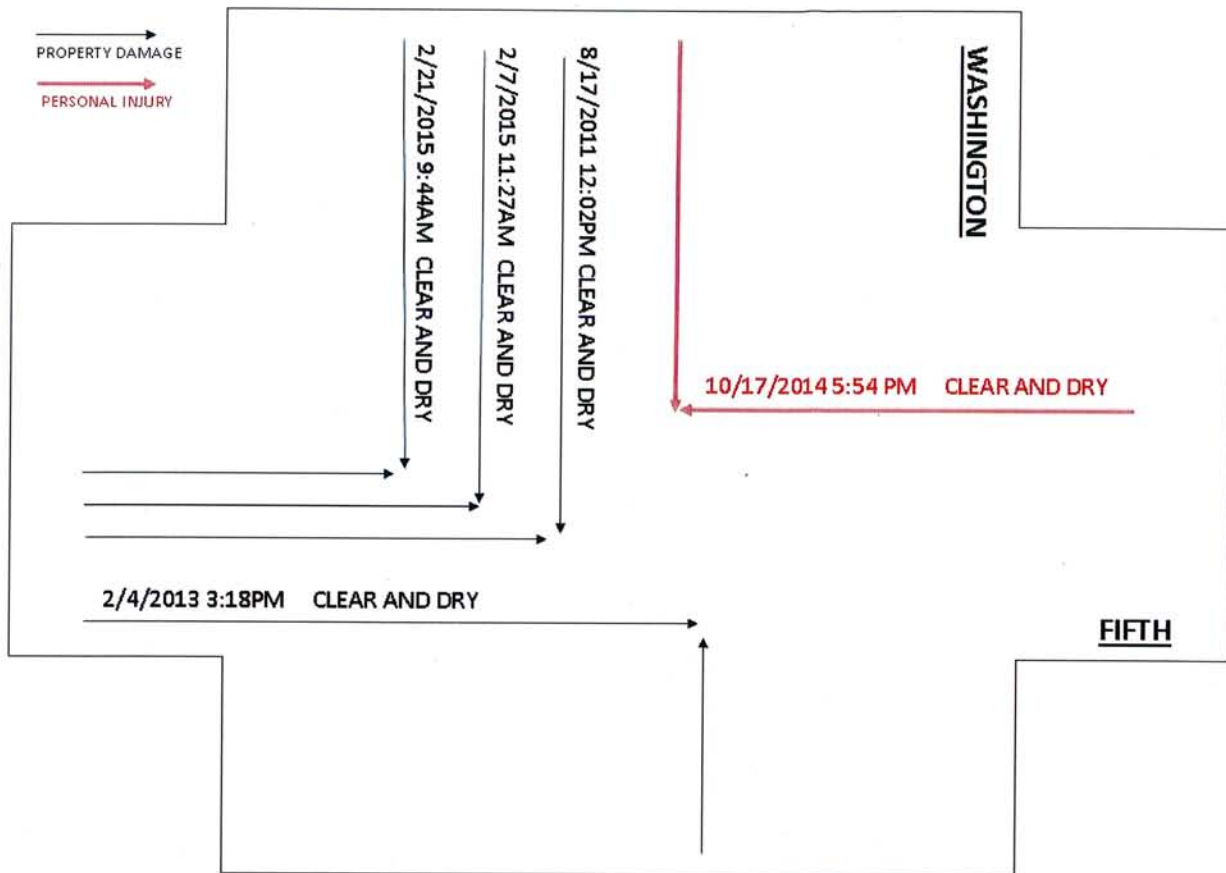 PROPERTY DAMAGE
PERSONAL INJURY
2/21/2015 9:44AM CLEAR AND DRY
2/7/2015 11:27AM CLEAR AND DRY
8/17/2011 12:02PM CLEAR AND DRY
WASHINGTON
10/17/2014 5:54 PM CLEAR AND DRY
2/4/2013 3:18PM CLEAR AND DRY
FIFTH